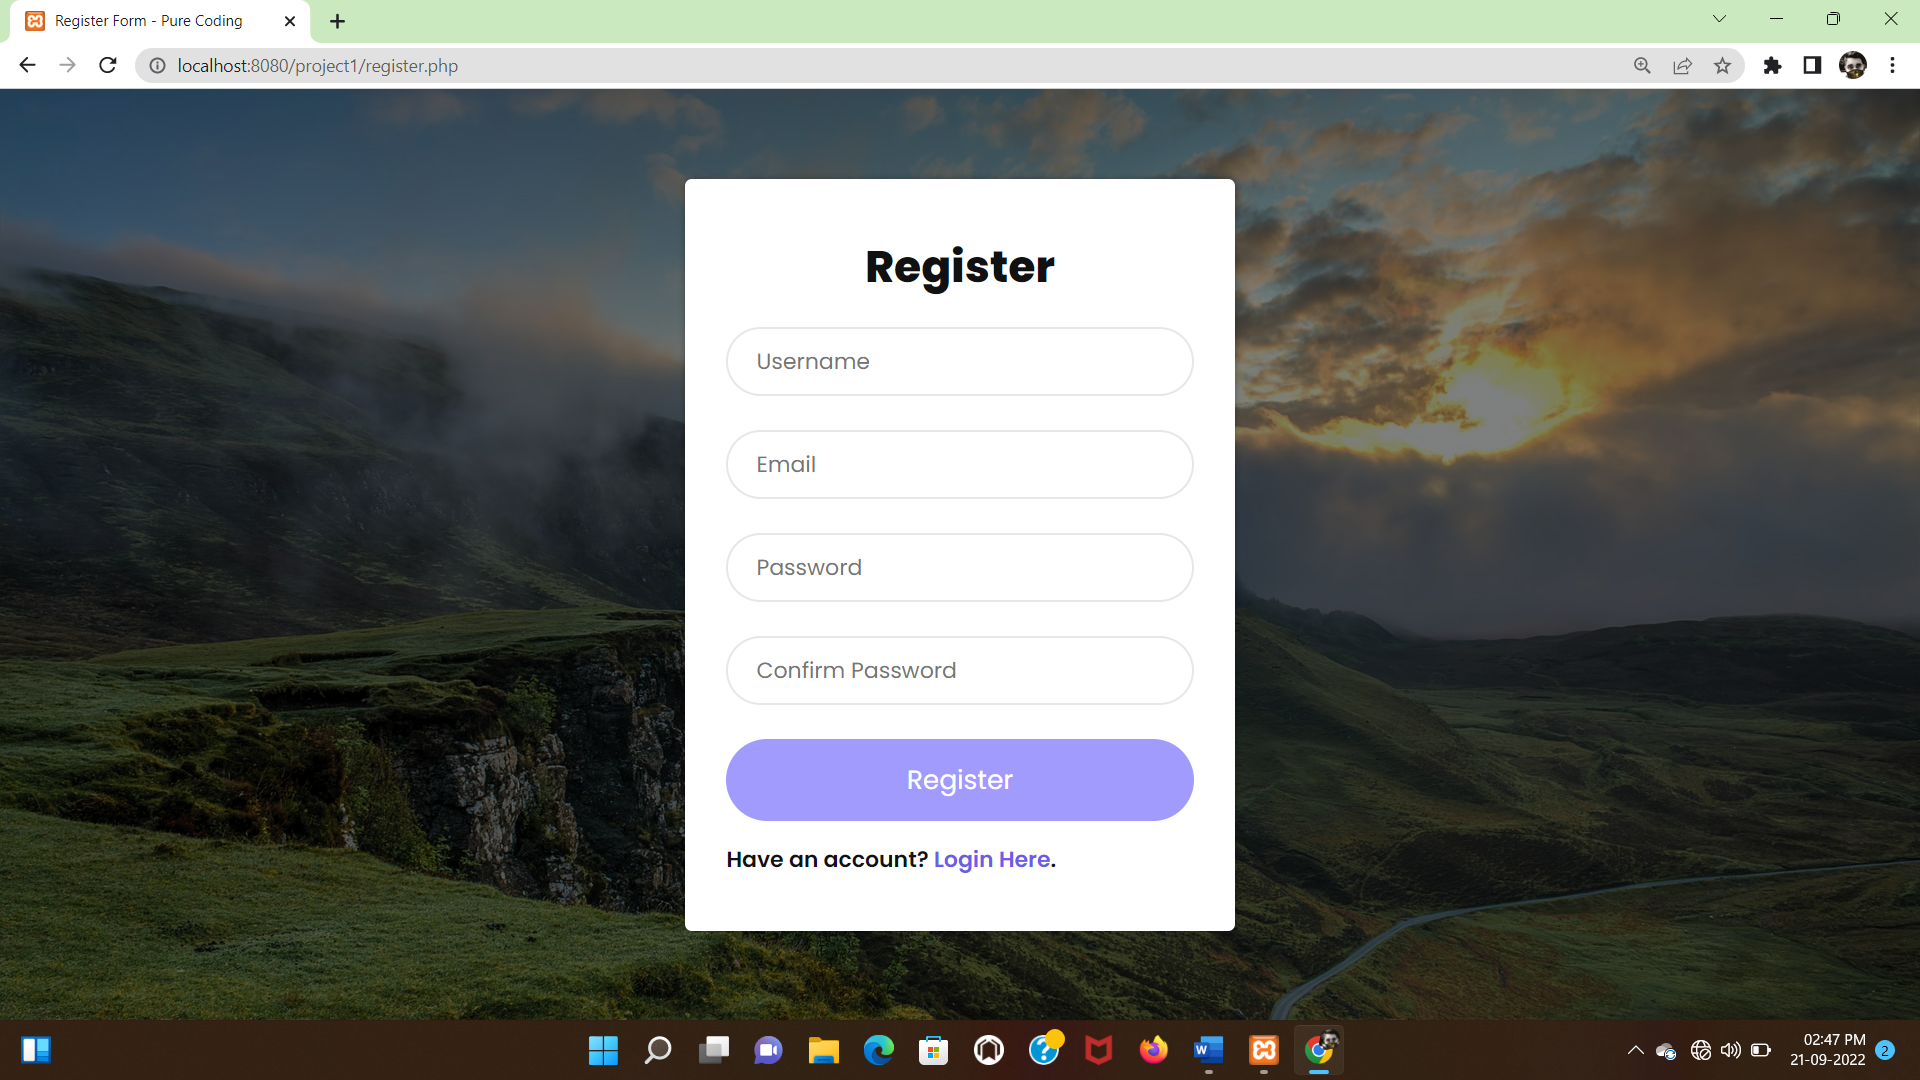 Register Form - Pure Coding
localhost:8080/project1/register.php
Register
Username
Email
Password
Confirm Password
Register
Have an account? Login Here.
W
02:47 PM
21-09-2022
2